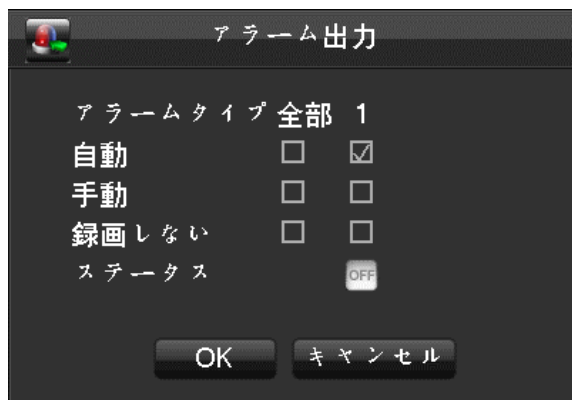 アラーム出力
アラームタイプ 全部 1
自動
手動
録画しない
ステータス OFF
OK キャンセル